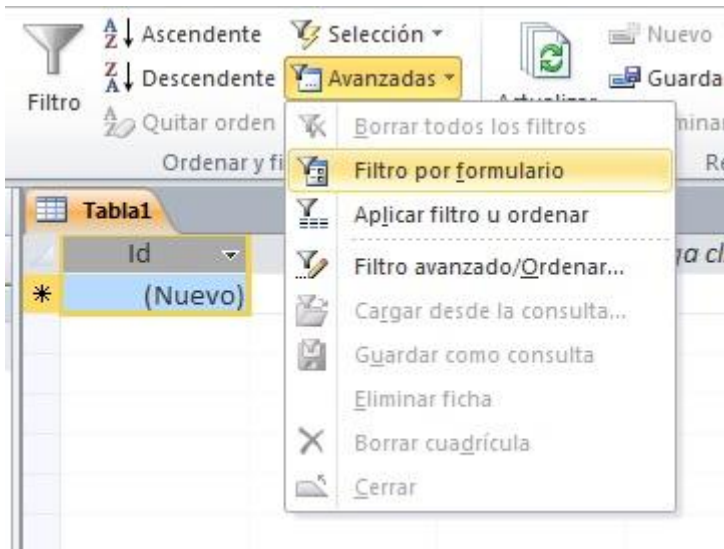 Filtro
Ascendente
Descendente
Quitar orden
Ordenar y fi
Selección
Avanzadas
Nuevo
Guarda
Borrar todos los filtros
Filtro por formulario
Aplicar filtro u ordenar
Filtro avanzado/Ordenar...
Cargar desde la consulta...
Guardar como consulta
Eliminar ficha
Borrar cuadrícula
Cerrar
Tabla1
Id
(Nuevo)